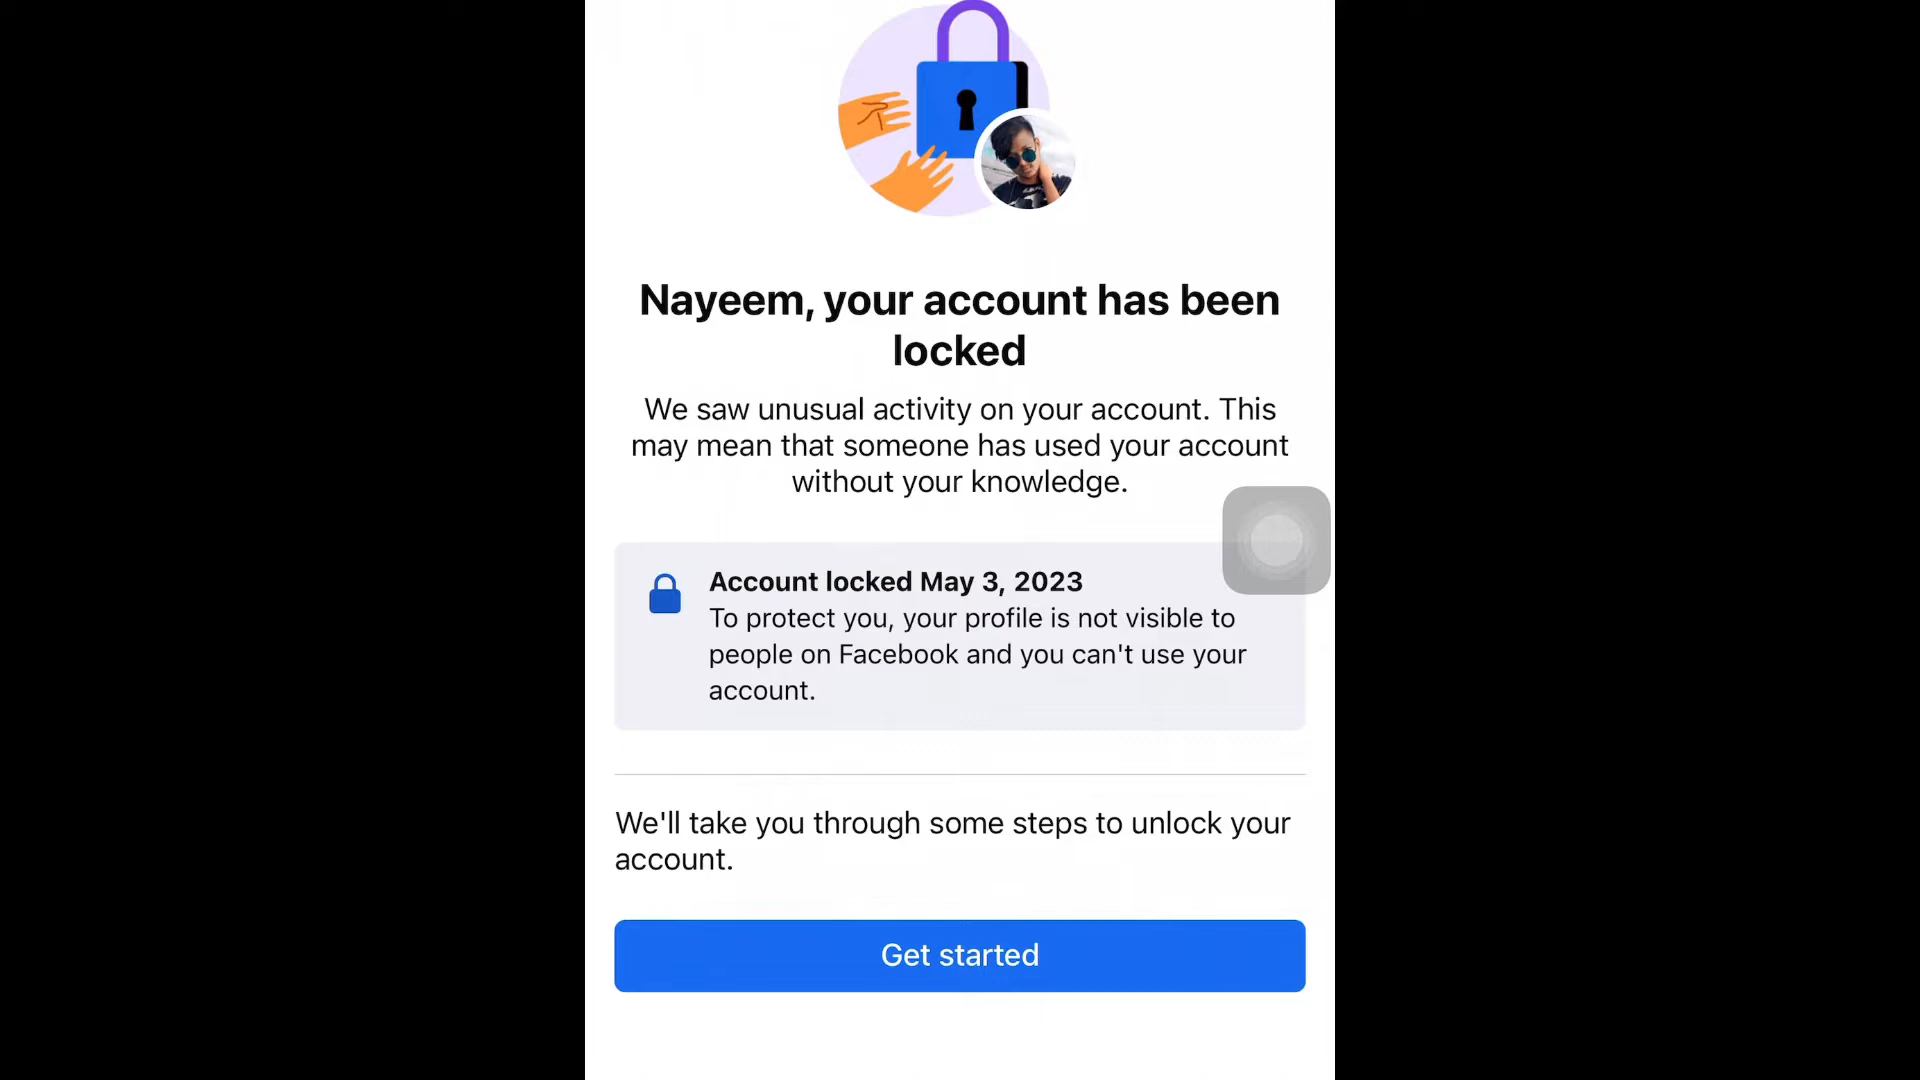 Nayeem, your account has been
locked
We saw unusual activity on your account. This
may mean that someone has used your account
without your knowledge.
Account locked May 3, 2023
To protect you, your profile is not visible to
people on Facebook and you can't use your
account.
We'll take you through some steps to unlock your
account.
Get started